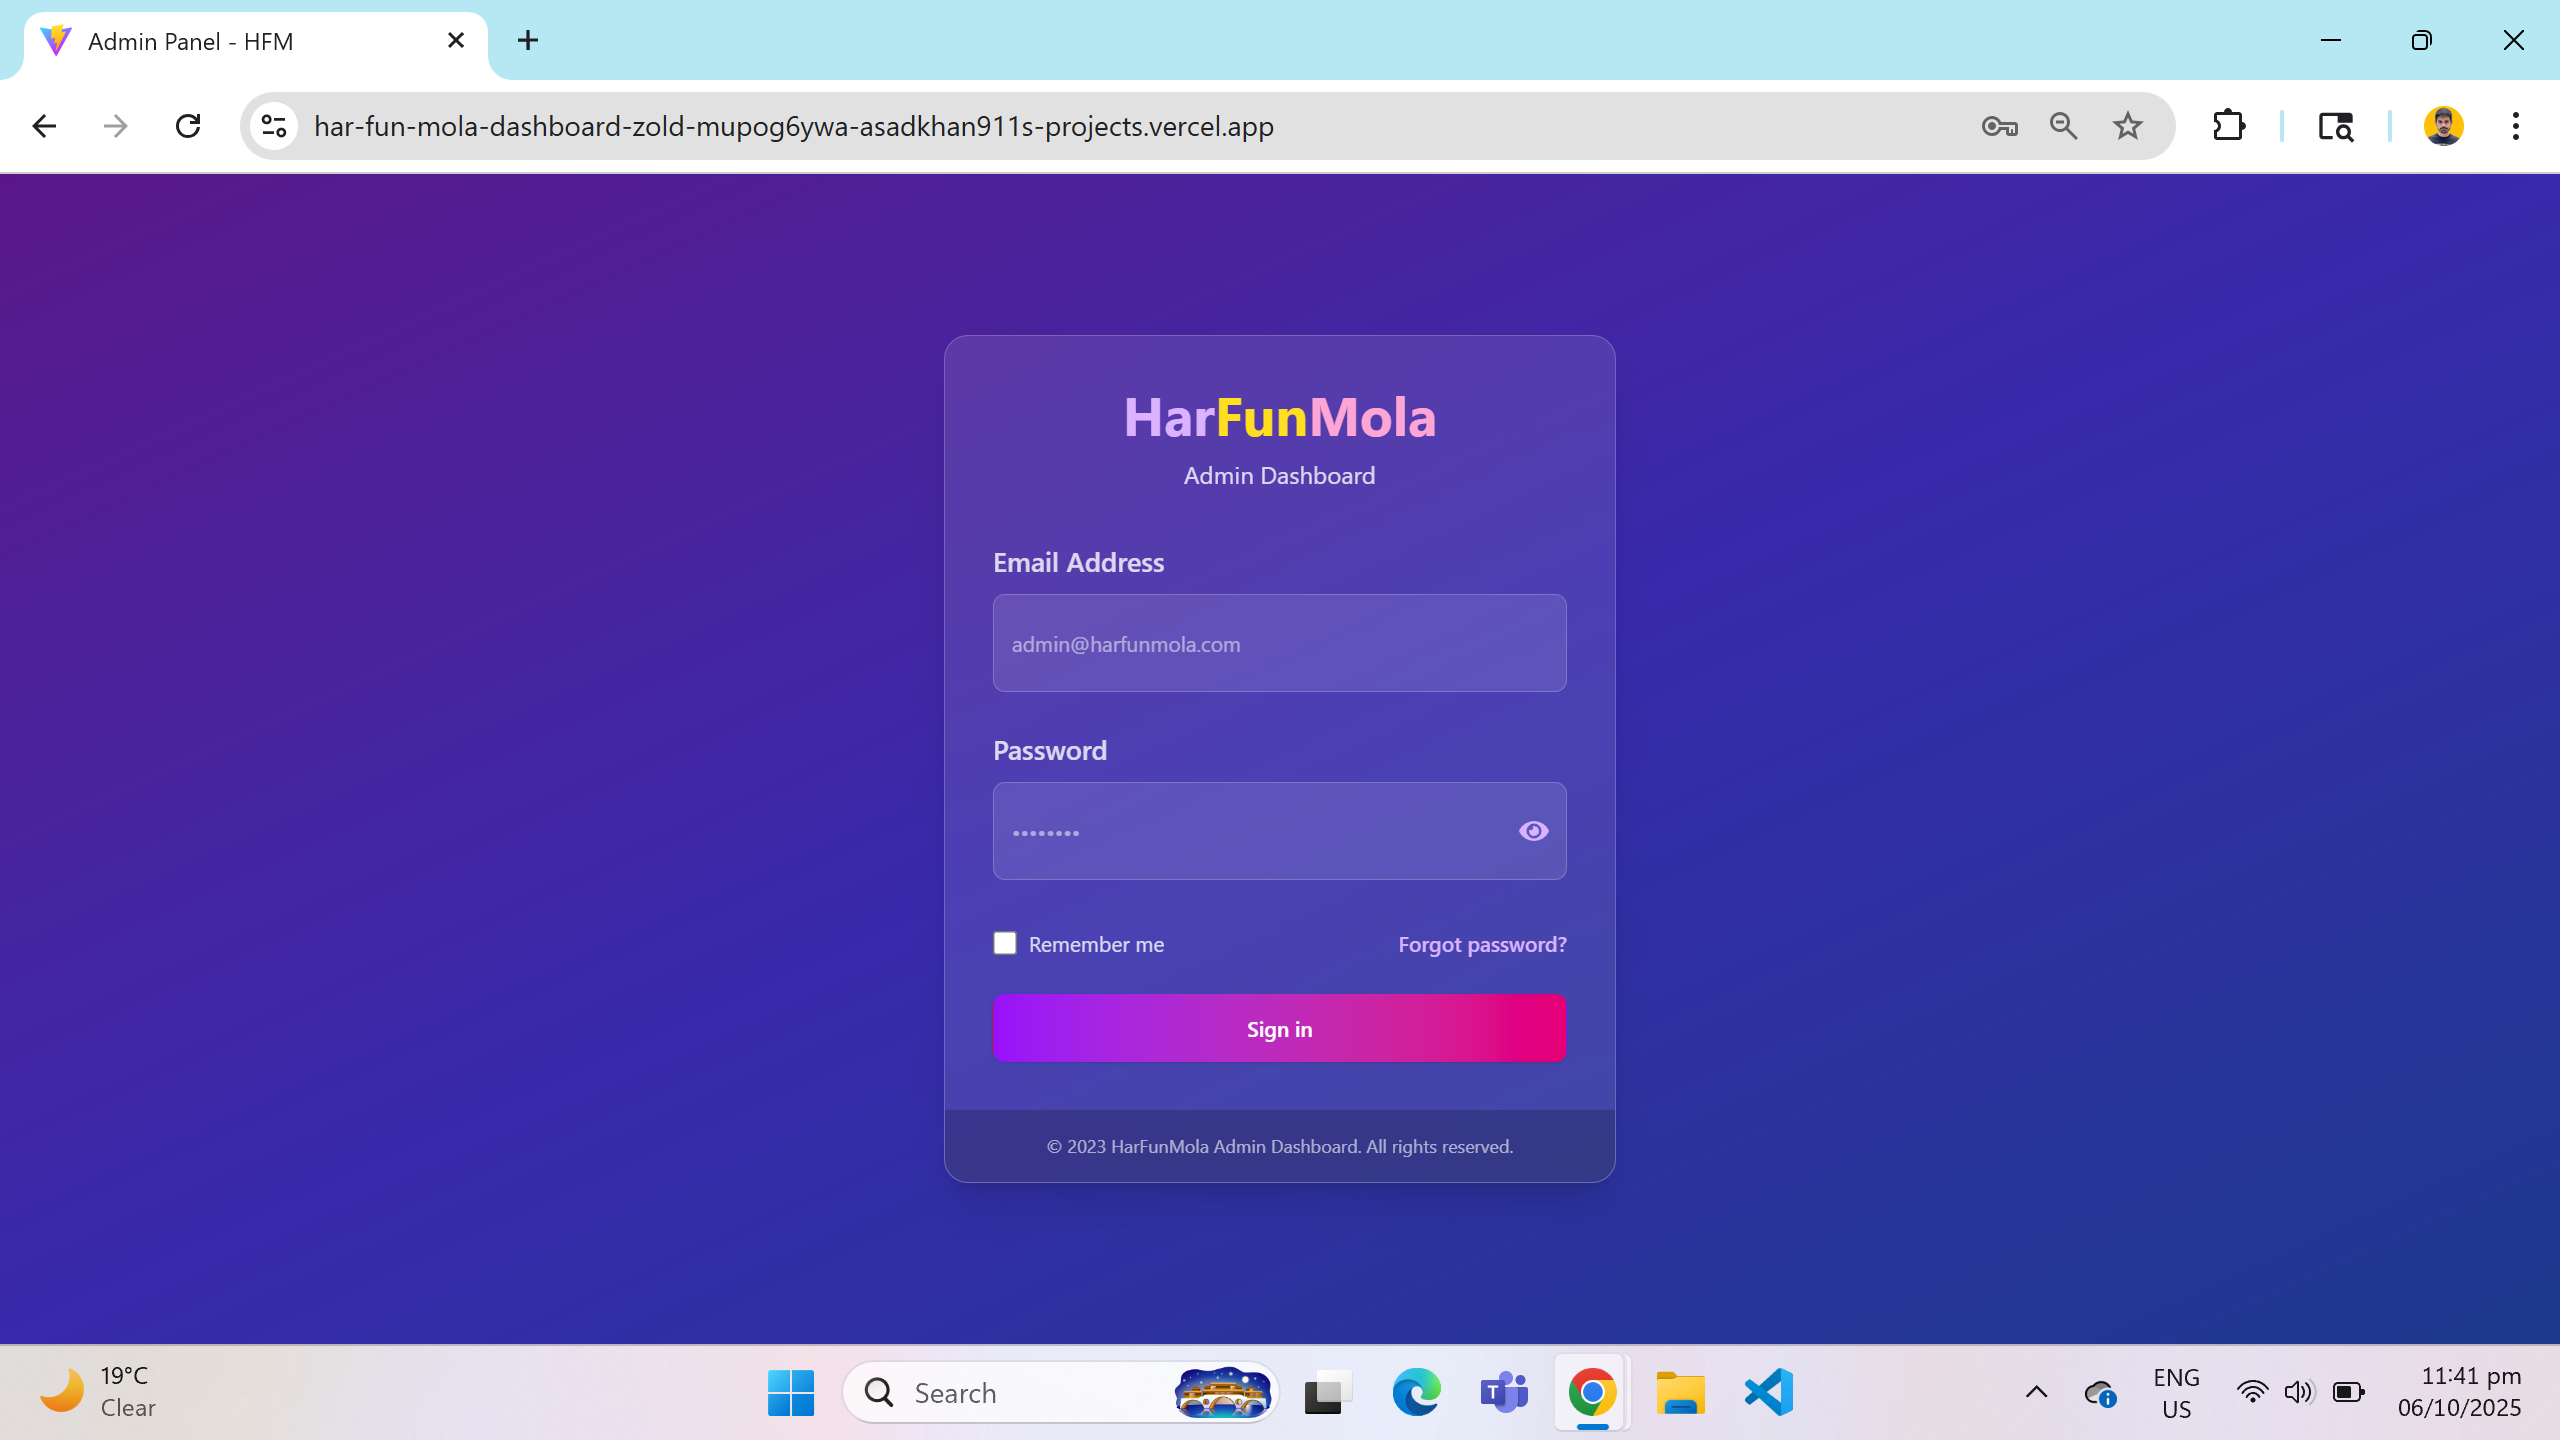 Admin Panel - HFM
har-fun-mola-dashboard-zold-mupog6ywa-asadkhan911s-projects.vercel.app
HarFunMola
Admin Dashboard
Email Address
admin@harfunmola.com
Password
Remember me
Forgot password?
Sign in
© 2023 HarFunMola Admin Dashboard. All rights reserved.
19°C
Clear
Search
T
ENG
US
11:41 pm
06/10/2025